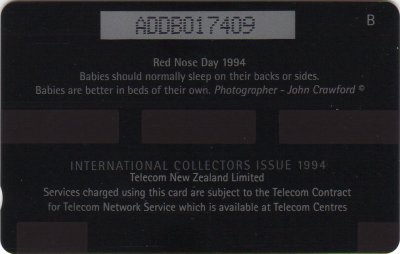 ADDB017409
B
Red Nose Day 1994
Babies should normally sleep on their backs or sides.
Babies are better in beds of their own. Photographer - John Crawford ©
INTERNATIONAL COLLECTORS ISSUE 1994
Telecom New Zealand Limited
Services charged using this card are subject to the Telecom Contract
for Telecom Network Service which is available at Telecom Centres